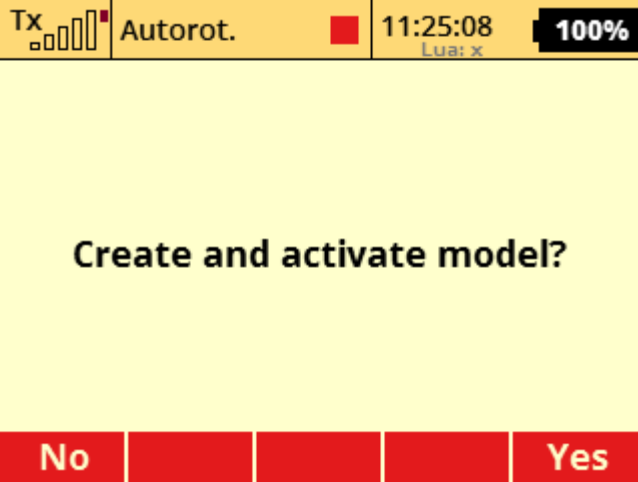 Tx Autorot. 11:25:08 100%
Lua: x
Create and activate model?
No Yes